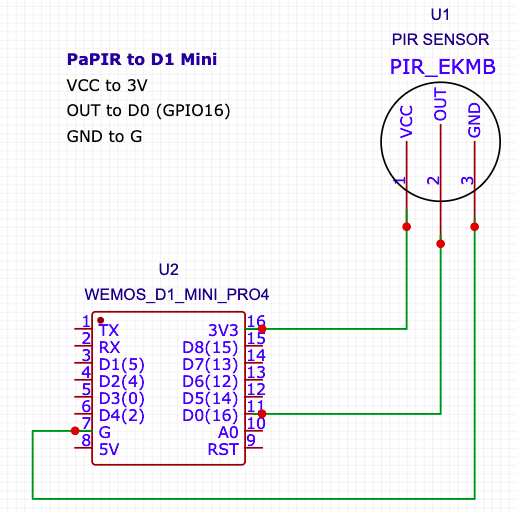 U1
PIR SENSOR
PIR_EKMB
VCC
OUT
GND
1
2
3
PaPIR to D1 Mini
VCC to 3V
OUT to D0 (GPIO16)
GND to G
U2
WEMOS_D1_MINI_PRO4
1 TX 3V3 16
2 RX D8(15) 15
3 D1(5) D7(13) 14
4 D2(4) D6(12) 13
5 D3(0) D5(14) 12
6 D4(2) D0(16) 11
7 G A0 10
8 5V RST 9